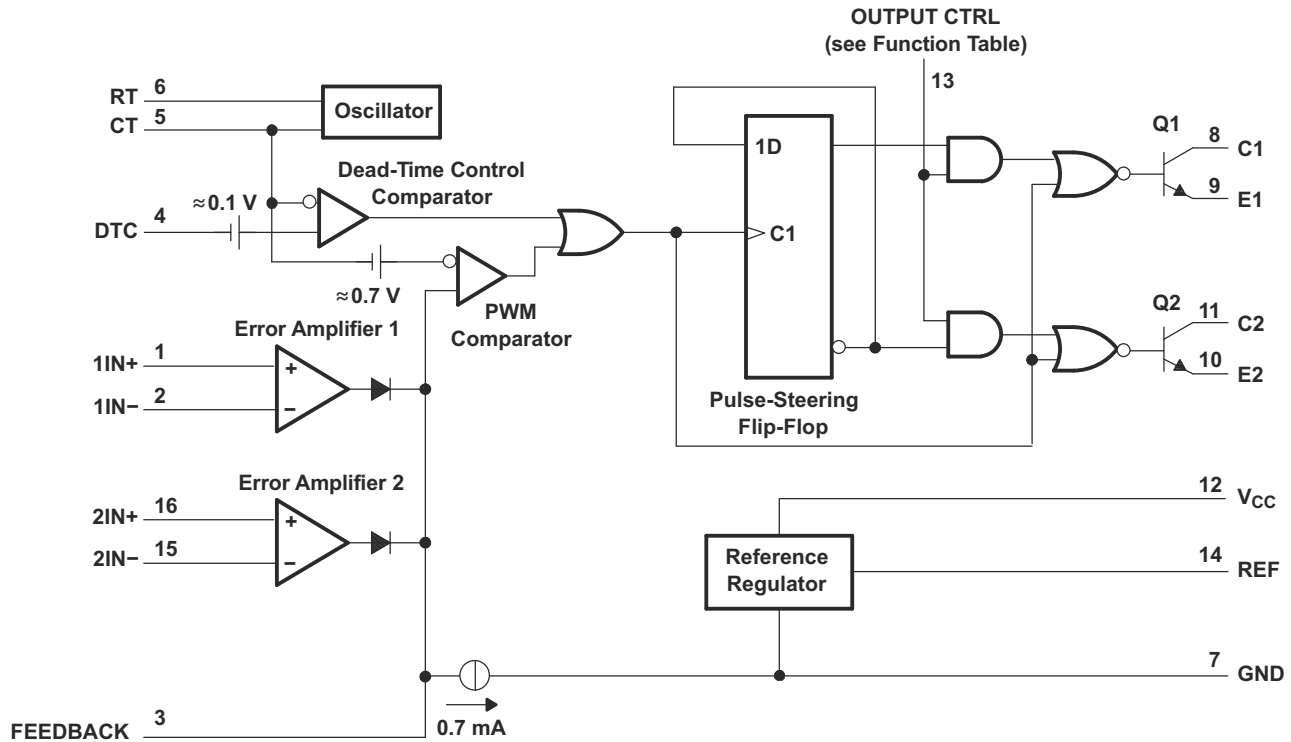 OUTPUT CTRL
(see Function Table)
13
RT 6
CT 5
Oscillator
Dead-Time Control
Comparator
≈0.1 V
DTC 4
≈0.7 V
PWM
Comparator
1D
C1
Pulse-Steering
Flip-Flop
Q1
8 C1
9 E1
Q2
11 C2
10 E2
Error Amplifier 1
1IN+ 1
+
1IN− 2
−
Error Amplifier 2
2IN+ 16
+
2IN− 15
−
12 VCC
Reference
Regulator
14 REF
7 GND
0.7 mA
FEEDBACK 3